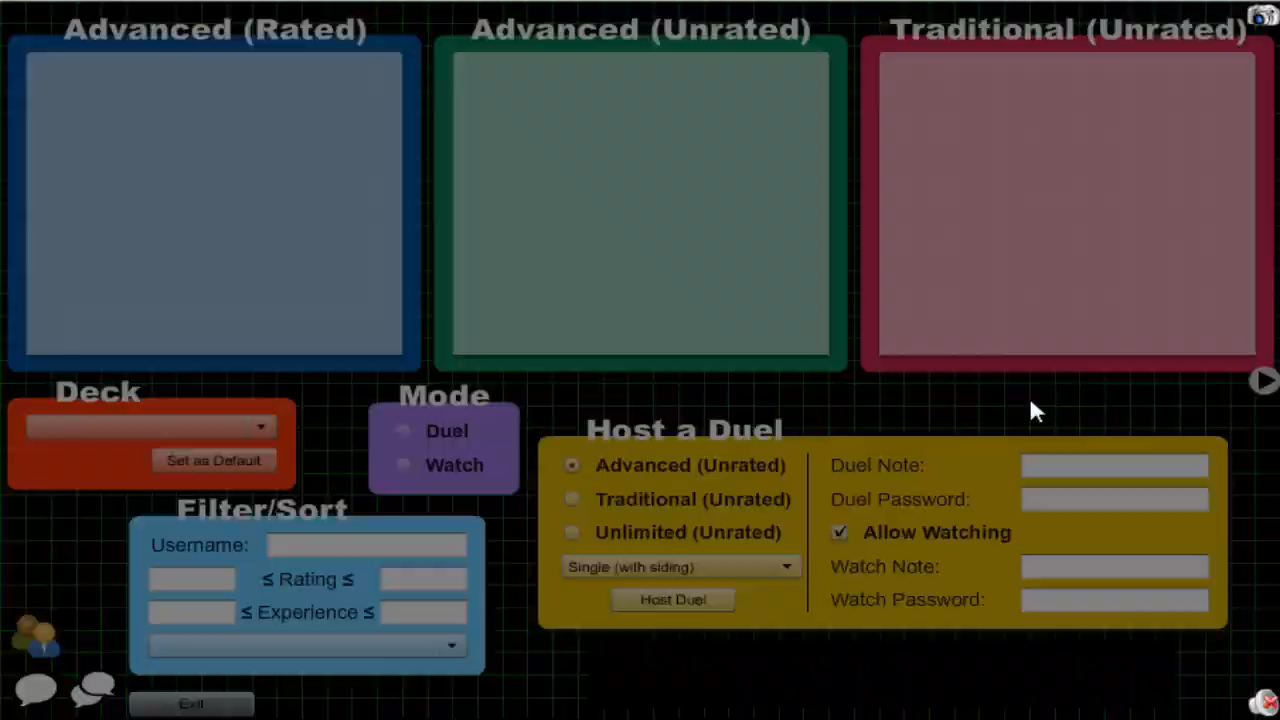 Advanced (Rated)
Advanced (Unrated)
Traditional (Unrated)
Deck
Set as Default
Mode
Duel
Watch
Filter/Sort
Username:
≤ Rating ≤
≤ Experience ≤
Exit
Host a Duel
Advanced (Unrated)
Traditional (Unrated)
Unlimited (Unrated)
Single (with siding)
Host Duel
Duel Note:
Duel Password:
Allow Watching
Watch Note:
Watch Password: